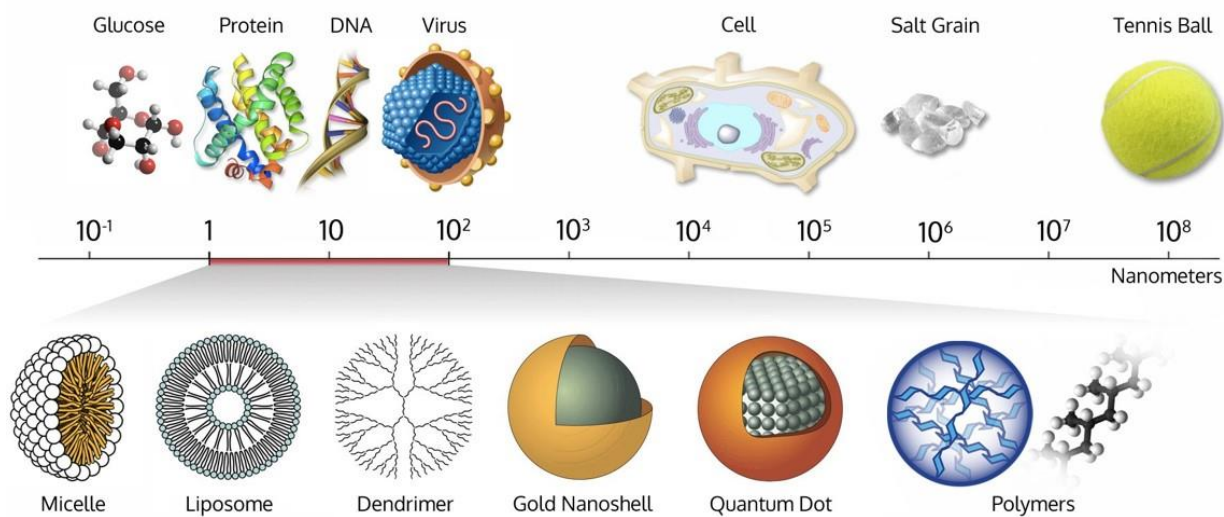 Glucose Protein DNA Virus Cell Salt Grain Tennis Ball
10⁻¹ 1 10 10² 10³ 10⁴ 10⁵ 10⁶ 10⁷ 10⁸
Nanometers
Micelle Liposome Dendrimer Gold Nanoshell Quantum Dot Polymers